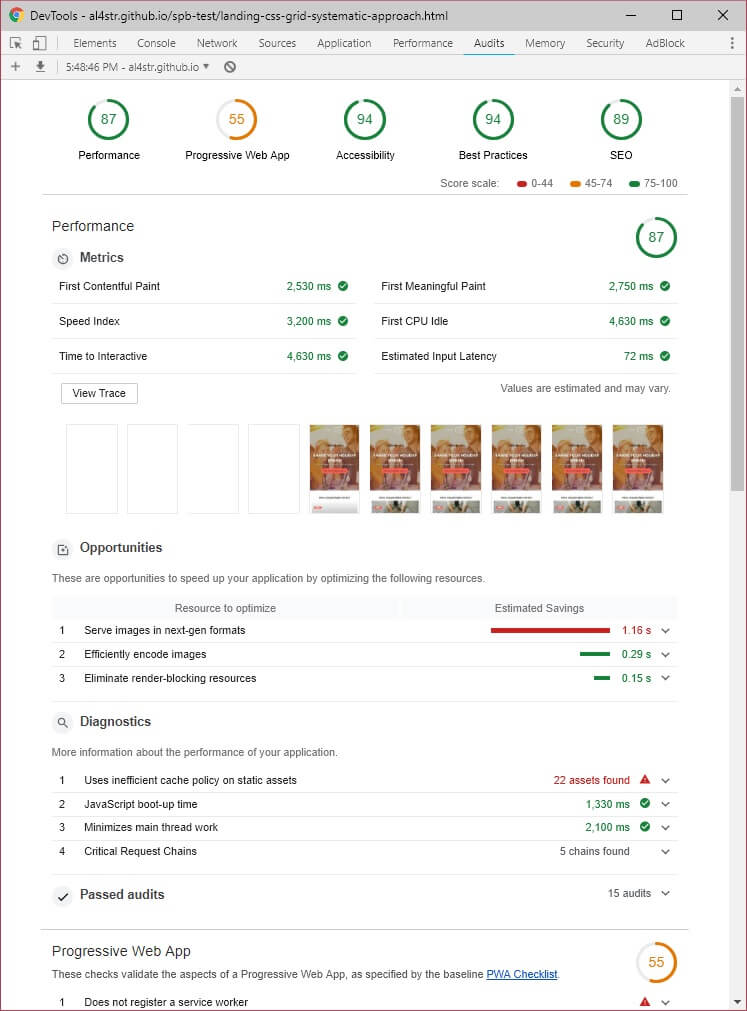 DevTools - al4str.github.io/spb-test/landing-css-grid-systematic-approach.html
Elements Console Network Sources Application Performance Audits Memory Security AdBlock
5:48:46 PM - al4str.github.io
87 55 94 94 89
Performance Progressive Web App Accessibility Best Practices SEO
Score scale: 0-44 45-74 75-100
Performance 87
Metrics
First Contentful Paint 2,530 ms First Meaningful Paint 2,750 ms
Speed Index 3,200 ms First CPU Idle 4,630 ms
Time to Interactive 4,630 ms Estimated Input Latency 72 ms
View Trace Values are estimated and may vary.
Opportunities
These are opportunities to speed up your application by optimizing the following resources.
Resource to optimize Estimated Savings
1 Serve images in next-gen formats 1.16 s
2 Efficiently encode images 0.29 s
3 Eliminate render-blocking resources 0.15 s
Diagnostics
More information about the performance of your application.
1 Uses inefficient cache policy on static assets 22 assets found
2 JavaScript boot-up time 1,330 ms
3 Minimizes main thread work 2,100 ms
4 Critical Request Chains 5 chains found
Passed audits 15 audits
Progressive Web App 55
These checks validate the aspects of a Progressive Web App, as specified by the baseline PWA Checklist.
1 Does not register a service worker